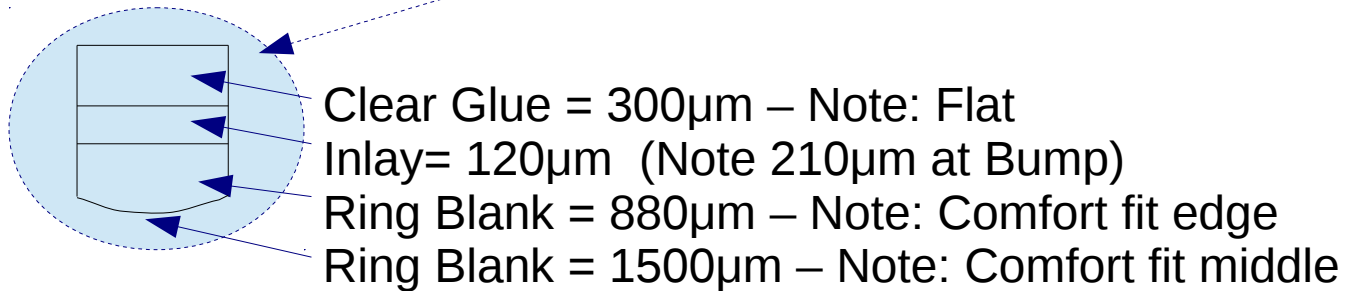 Clear Glue = 300μm – Note: Flat
Inlay= 120μm  (Note 210μm at Bump)
Ring Blank = 880μm – Note: Comfort fit edge
Ring Blank = 1500μm – Note: Comfort fit middle